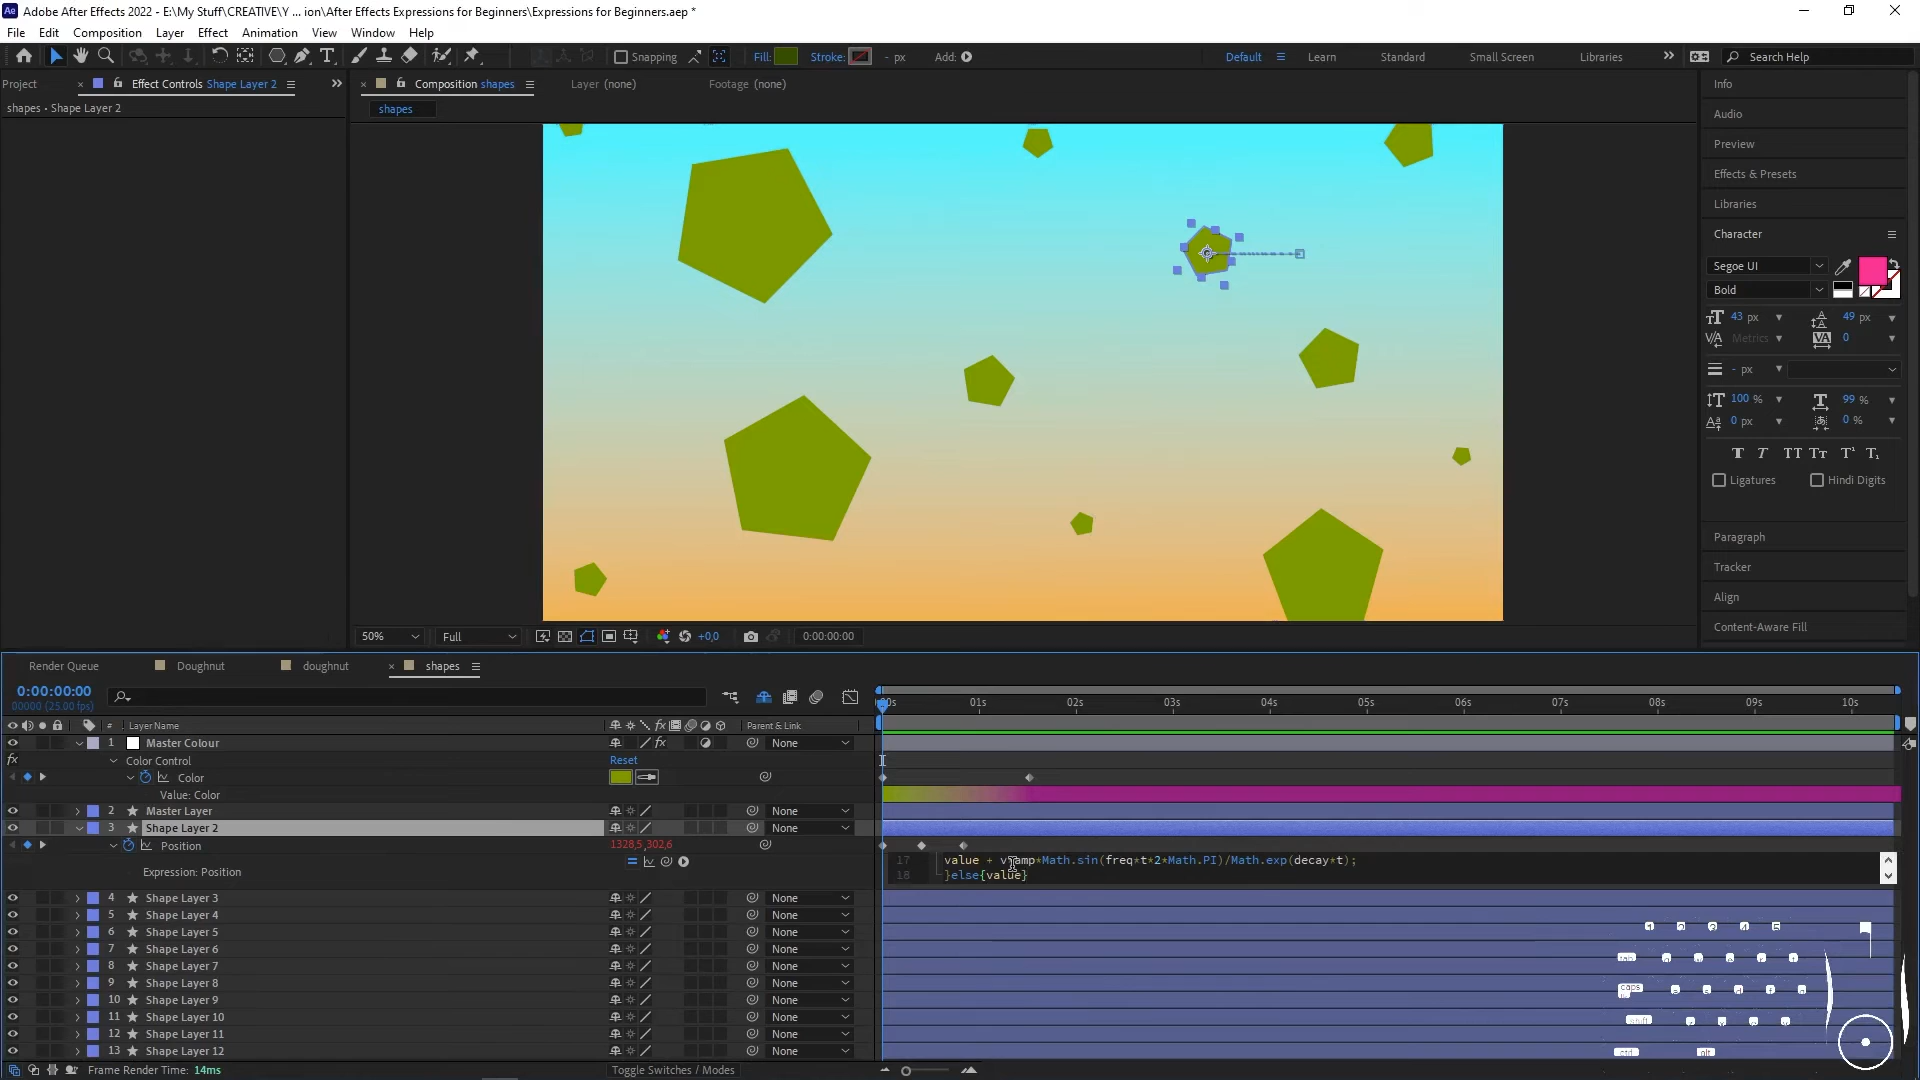 Adobe After Effects 2022 - E:\My Stuff\CREATIVE\Y ... ion\After Effects Expressions for Beginners\Expressions for Beginners.aep *
File Edit Composition Layer Effect Animation View Window Help
Snapping Fill: Stroke: - px Add: Default Learn Standard Small Screen Libraries Search Help
Project Effect Controls Shape Layer 2 Composition shapes Layer (none) Footage (none)
shapes • Shape Layer 2
shapes
Info
Audio
Preview
Effects & Presets
Libraries
Character
Segoe UI
Bold
43 px 49 px
Metrics 0
- px
100 % 99 %
0 px 0 %
Ligatures Hindi Digits
Paragraph
Tracker
Align
Content-Aware Fill
50% Full +0,0 0:00:00:00
Render Queue Doughnut doughnut shapes
0:00:00:00
00000 (25.00 fps)
01s 02s 03s 04s 05s 06s 07s 08s 09s 10s
# Layer Name Parent & Link
1 Master Colour None
Color Control Reset
Color
Value: Color
2 Master Layer None
3 Shape Layer 2 None
Position 1328,5 ,302,6
17 value + Math.sin(freq*t*2*Math.PI)/Math.exp(decay*t);
Expression: Position
18 }else{value}
4 Shape Layer 3 None
5 Shape Layer 4 None
6 Shape Layer 5 None
7 Shape Layer 6 None
8 Shape Layer 7 None
9 Shape Layer 8 None
10 Shape Layer 9 None
11 Shape Layer 10 None
12 Shape Layer 11 None
13 Shape Layer 12 None
Frame Render Time: 14ms Toggle Switches / Modes